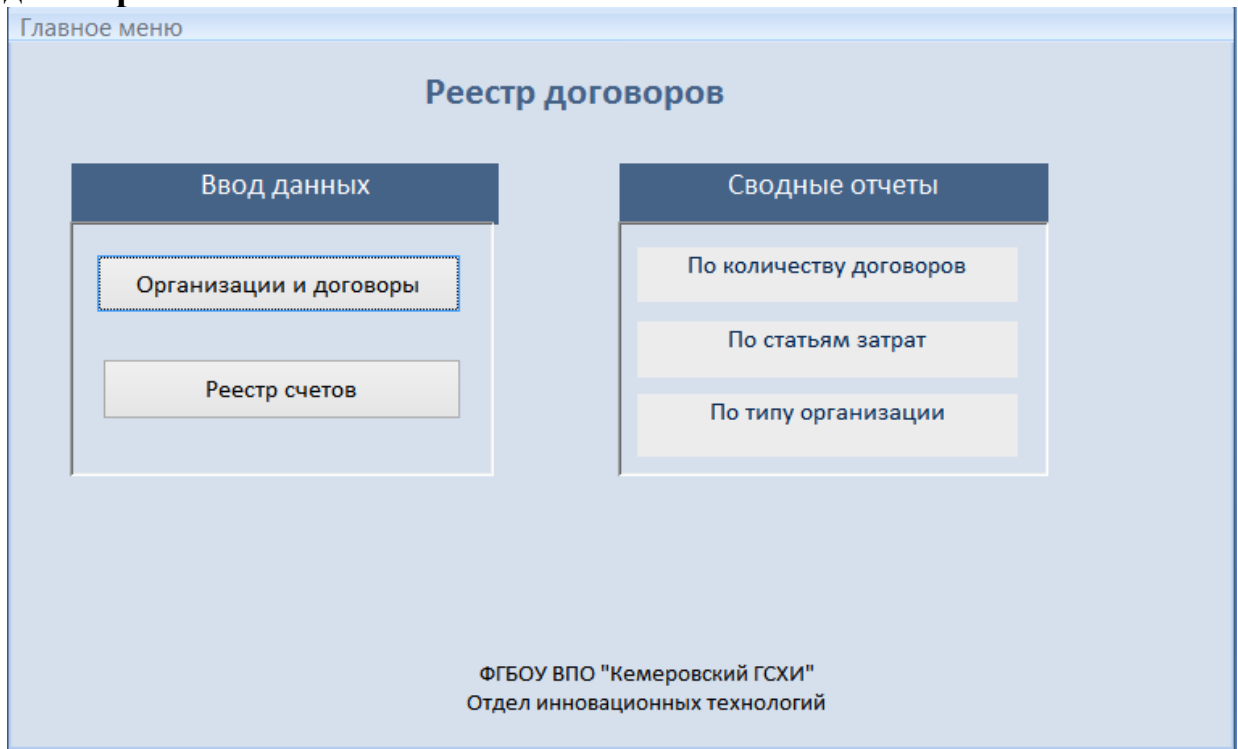 Главное меню
Реестр договоров
Ввод данных
Организации и договоры
Реестр счетов
Сводные отчеты
По количеству договоров
По статьям затрат
По типу организации
ФГБОУ ВПО "Кемеровский ГСХИ"
Отдел инновационных технологий